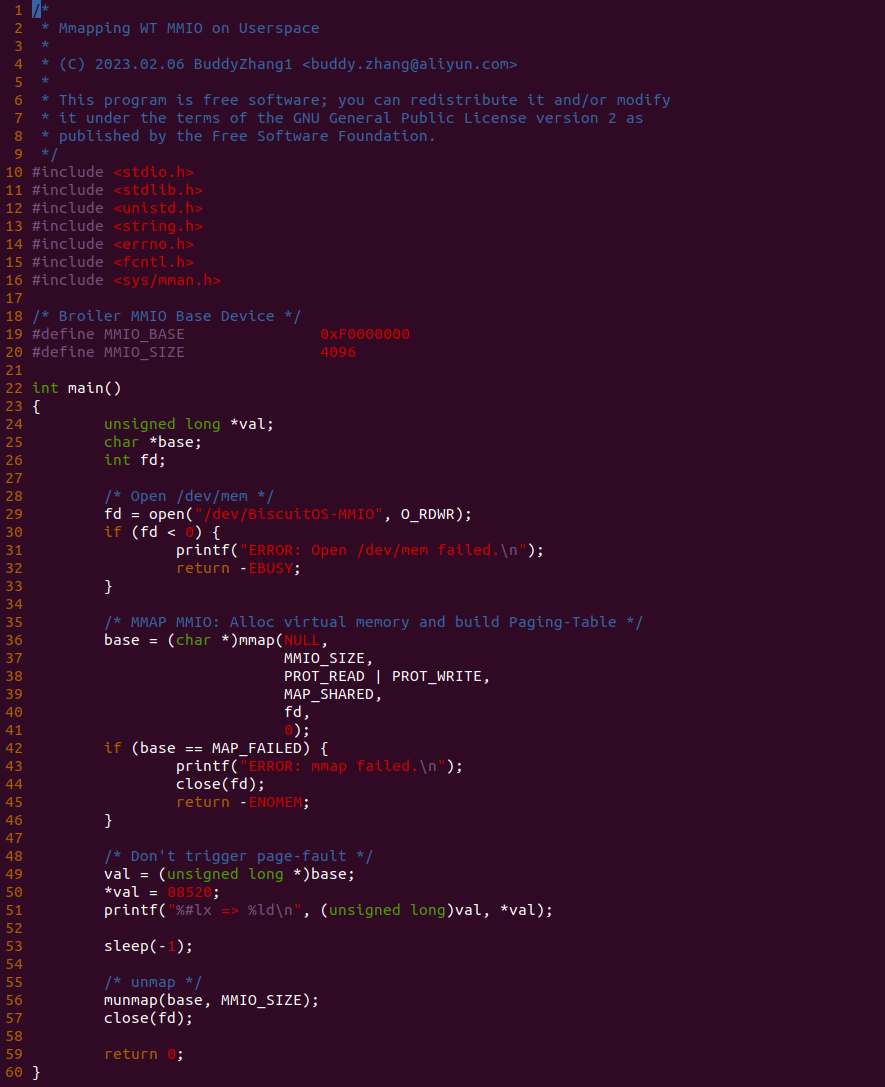 1 /*
2  * Mmapping WT MMIO on Userspace
3  *
4  * (C) 2023.02.06 BuddyZhang1 <buddy.zhang@aliyun.com>
5  *
6  * This program is free software; you can redistribute it and/or modify
7  * it under the terms of the GNU General Public License version 2 as
8  * published by the Free Software Foundation.
9  */
10 #include <stdio.h>
11 #include <stdlib.h>
12 #include <unistd.h>
13 #include <string.h>
14 #include <errno.h>
15 #include <fcntl.h>
16 #include <sys/mman.h>
17
18 /* Broiler MMIO Base Device */
19 #define MMIO_BASE               0xF0000000
20 #define MMIO_SIZE               4096
21
22 int main()
23 {
24         unsigned long *val;
25         char *base;
26         int fd;
27
28         /* Open /dev/mem */
29         fd = open("/dev/BiscuitOS-MMIO", O_RDWR);
30         if (fd < 0) {
31                 printf("ERROR: Open /dev/mem failed.\n");
32                 return -EBUSY;
33         }
34
35         /* MMAP MMIO: Alloc virtual memory and build Paging-Table */
36         base = (char *)mmap(NULL,
37                             MMIO_SIZE,
38                             PROT_READ | PROT_WRITE,
39                             MAP_SHARED,
40                             fd,
41                             0);
42         if (base == MAP_FAILED) {
43                 printf("ERROR: mmap failed.\n");
44                 close(fd);
45                 return -ENOMEM;
46         }
47
48         /* Don't trigger page-fault */
49         val = (unsigned long *)base;
50         *val = 88520;
51         printf("%#lx => %ld\n", (unsigned long)val, *val);
52
53         sleep(-1);
54
55         /* unmap */
56         munmap(base, MMIO_SIZE);
57         close(fd);
58
59         return 0;
60 }